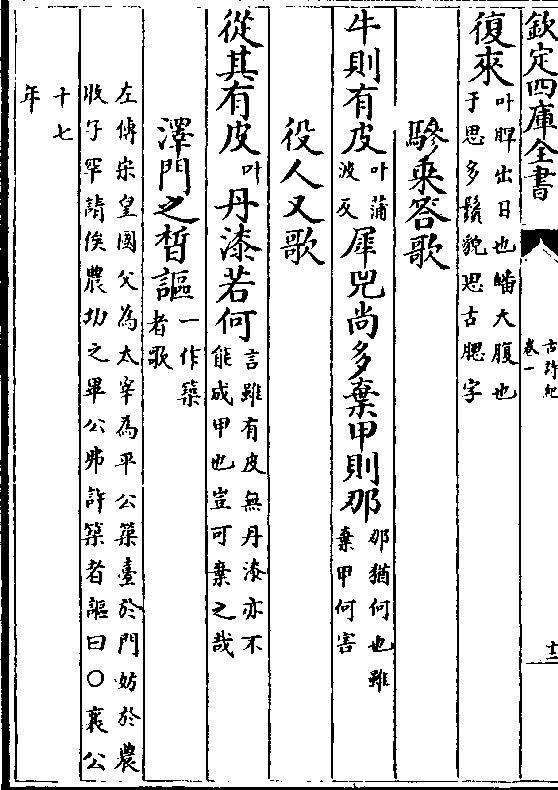 欽定四庫全書
古詩紀
卷一
十二
復來叶睅出日也皤大腹也
于思多鬚貌思古腮字
驂乗答歌
牛則有皮叶蒲
波反犀兕尚多棄甲則那那猶何也雖
棄甲何害
役人又歌
從其有皮叶丹漆若何言雖有皮無丹漆亦不
能成甲也豈可棄之哉
澤門之晳謳一作築
者歌
左傳宋皇國父為太宰為平公築臺於門妨於農
收子罕請俟農功之畢公弗許築者謳曰○襄公
十七
年